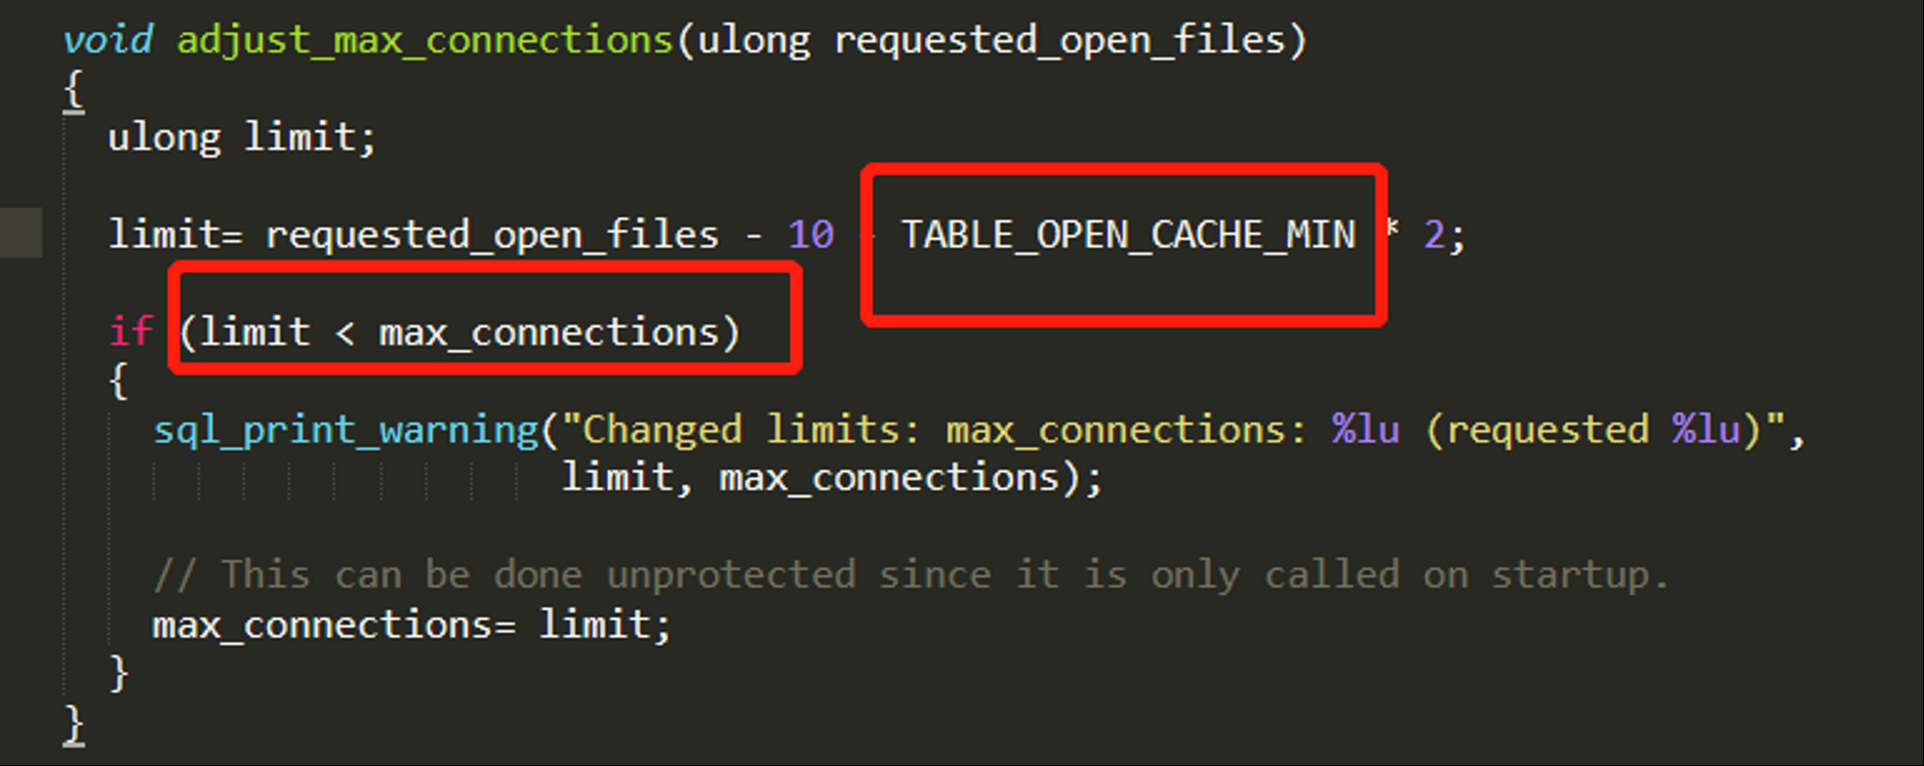 void adjust_max_connections(ulong requested_open_files)
{
ulong limit;
limit= requested_open_files - 10 - TABLE_OPEN_CACHE_MIN * 2;
if (limit < max_connections)
{
sql_print_warning("Changed limits: max_connections: %lu (requested %lu)",
limit, max_connections);
// This can be done unprotected since it is only called on startup.
max_connections= limit;
}
}